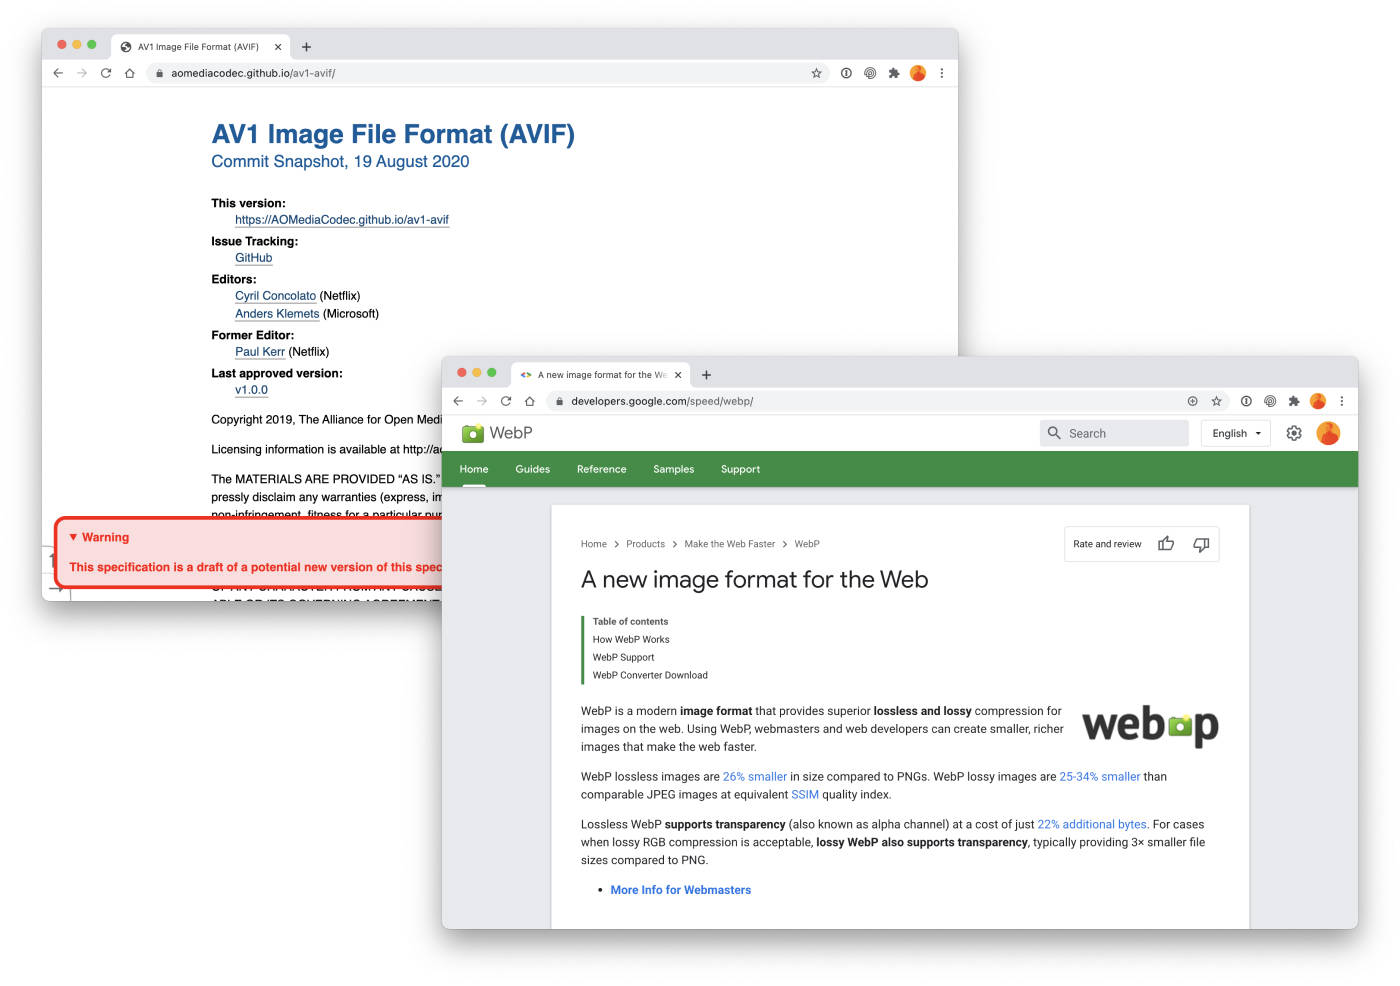 AV1 Image File Format (AVIF)
aomediacodec.github.io/av1-avif/
AV1 Image File Format (AVIF)
Commit Snapshot, 19 August 2020
This version:
https://AOMediaCodec.github.io/av1-avif
Issue Tracking:
GitHub
Editors:
Cyril Concolato (Netflix)
Anders Klemets (Microsoft)
Former Editor:
Paul Kerr (Netflix)
Last approved version:
v1.0.0
Copyright 2019, The Alliance for Open Medi
Licensing information is available at http://ao
The MATERIALS ARE PROVIDED “AS IS.”
pressly disclaim any warranties (express, im
non-infringement, fitness for a particular pur
▼ Warning
This specification is a draft of a potential new version of this spec
A new image format for the We
developers.google.com/speed/webp/
WebP
Search
English
Home Guides Reference Samples Support
Home > Products > Make the Web Faster > WebP
Rate and review
A new image format for the Web
Table of contents
How WebP Works
WebP Support
WebP Converter Download
WebP is a modern image format that provides superior lossless and lossy compression for
images on the web. Using WebP, webmasters and web developers can create smaller, richer
images that make the web faster.
webp
WebP lossless images are 26% smaller in size compared to PNGs. WebP lossy images are 25-34% smaller than
comparable JPEG images at equivalent SSIM quality index.
Lossless WebP supports transparency (also known as alpha channel) at a cost of just 22% additional bytes. For cases
when lossy RGB compression is acceptable, lossy WebP also supports transparency, typically providing 3× smaller file
sizes compared to PNG.
• More Info for Webmasters